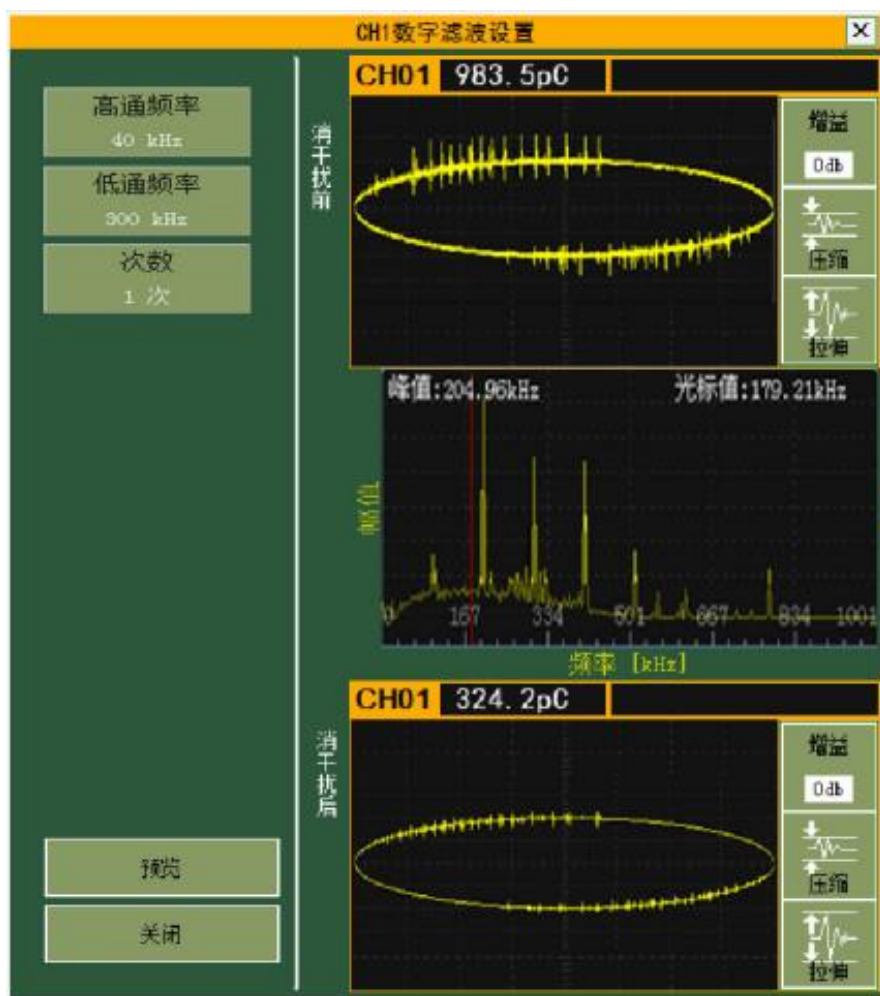 CH1数字滤波设置
高通频率
40 kHz
低通频率
300 kHz
次数
1 次
预览
关闭
消干扰前
CH01 983.5pC
增益
0db
压缩
拉伸
峰值:204.96kHz 光标值:179.21kHz
0 167 334 501 667 834 1001
频率 [kHz]
消干扰后
CH01 324.2pC
增益
0db
压缩
拉伸